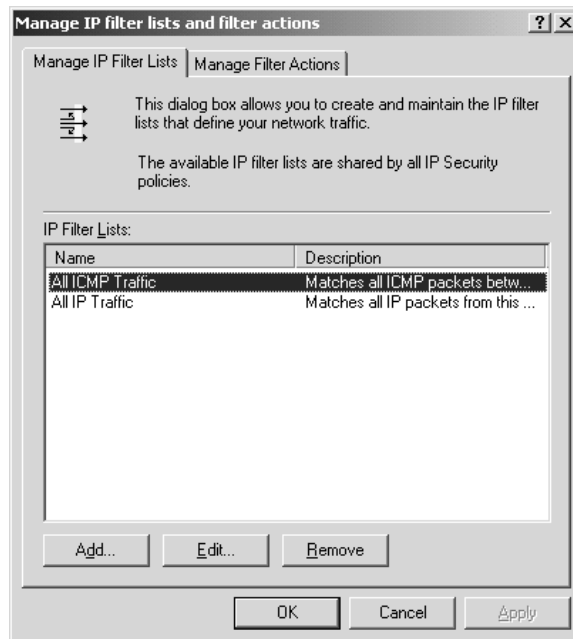 Manage IP filter lists and filter actions
Manage IP Filter Lists
Manage Filter Actions
This dialog box allows you to create and maintain the IP filter
lists that define your network traffic.
The available IP filter lists are shared by all IP Security
policies.
IP Filter Lists:
Name Description
All ICMP Traffic Matches all ICMP packets betw...
All IP Traffic Matches all IP packets from this ...
Add... Edit... Remove
OK Cancel Apply